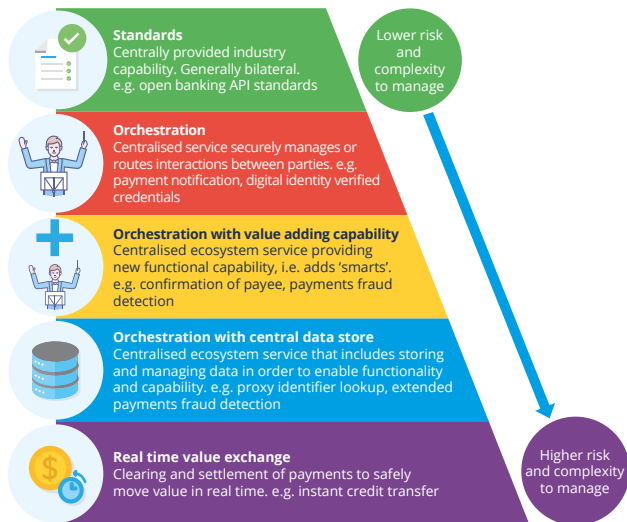 Standards
Centrally provided industry
capability. Generally bilateral.
e.g. open banking API standards
Lower risk
and
complexity
to manage
Orchestration
Centralised service securely manages or
routes interactions between parties. e.g.
payment notification, digital identity verified
credentials
Orchestration with value adding capability
Centralised ecosystem service providing
new functional capability, i.e. adds ‘smarts’.
e.g. confirmation of payee, payments fraud
detection
Orchestration with central data store
Centralised ecosystem service that includes storing
and managing data in order to enable functionality
and capability. e.g. proxy identifier lookup, extended
payments fraud detection
Real time value exchange
Clearing and settlement of payments to safely
move value in real time. e.g. instant credit transfer
Higher risk
and complexity
to manage